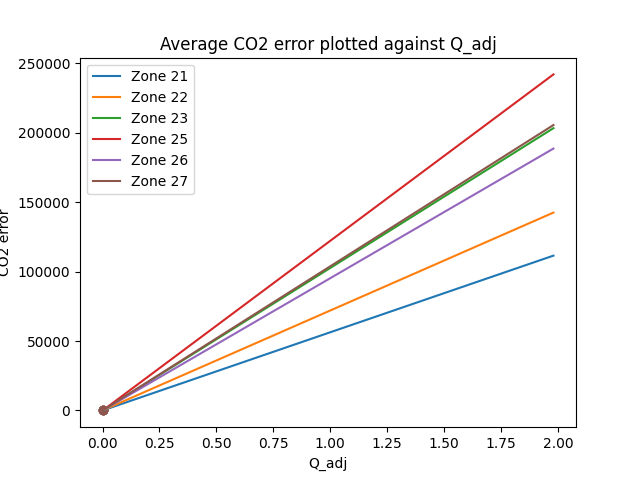 Average CO2 error plotted against Q_adj
250000
200000
150000
100000
50000
0
CO2 error
Zone 21
Zone 22
Zone 23
Zone 25
Zone 26
Zone 27
0.00 0.25 0.50 0.75 1.00 1.25 1.50 1.75 2.00
Q_adj